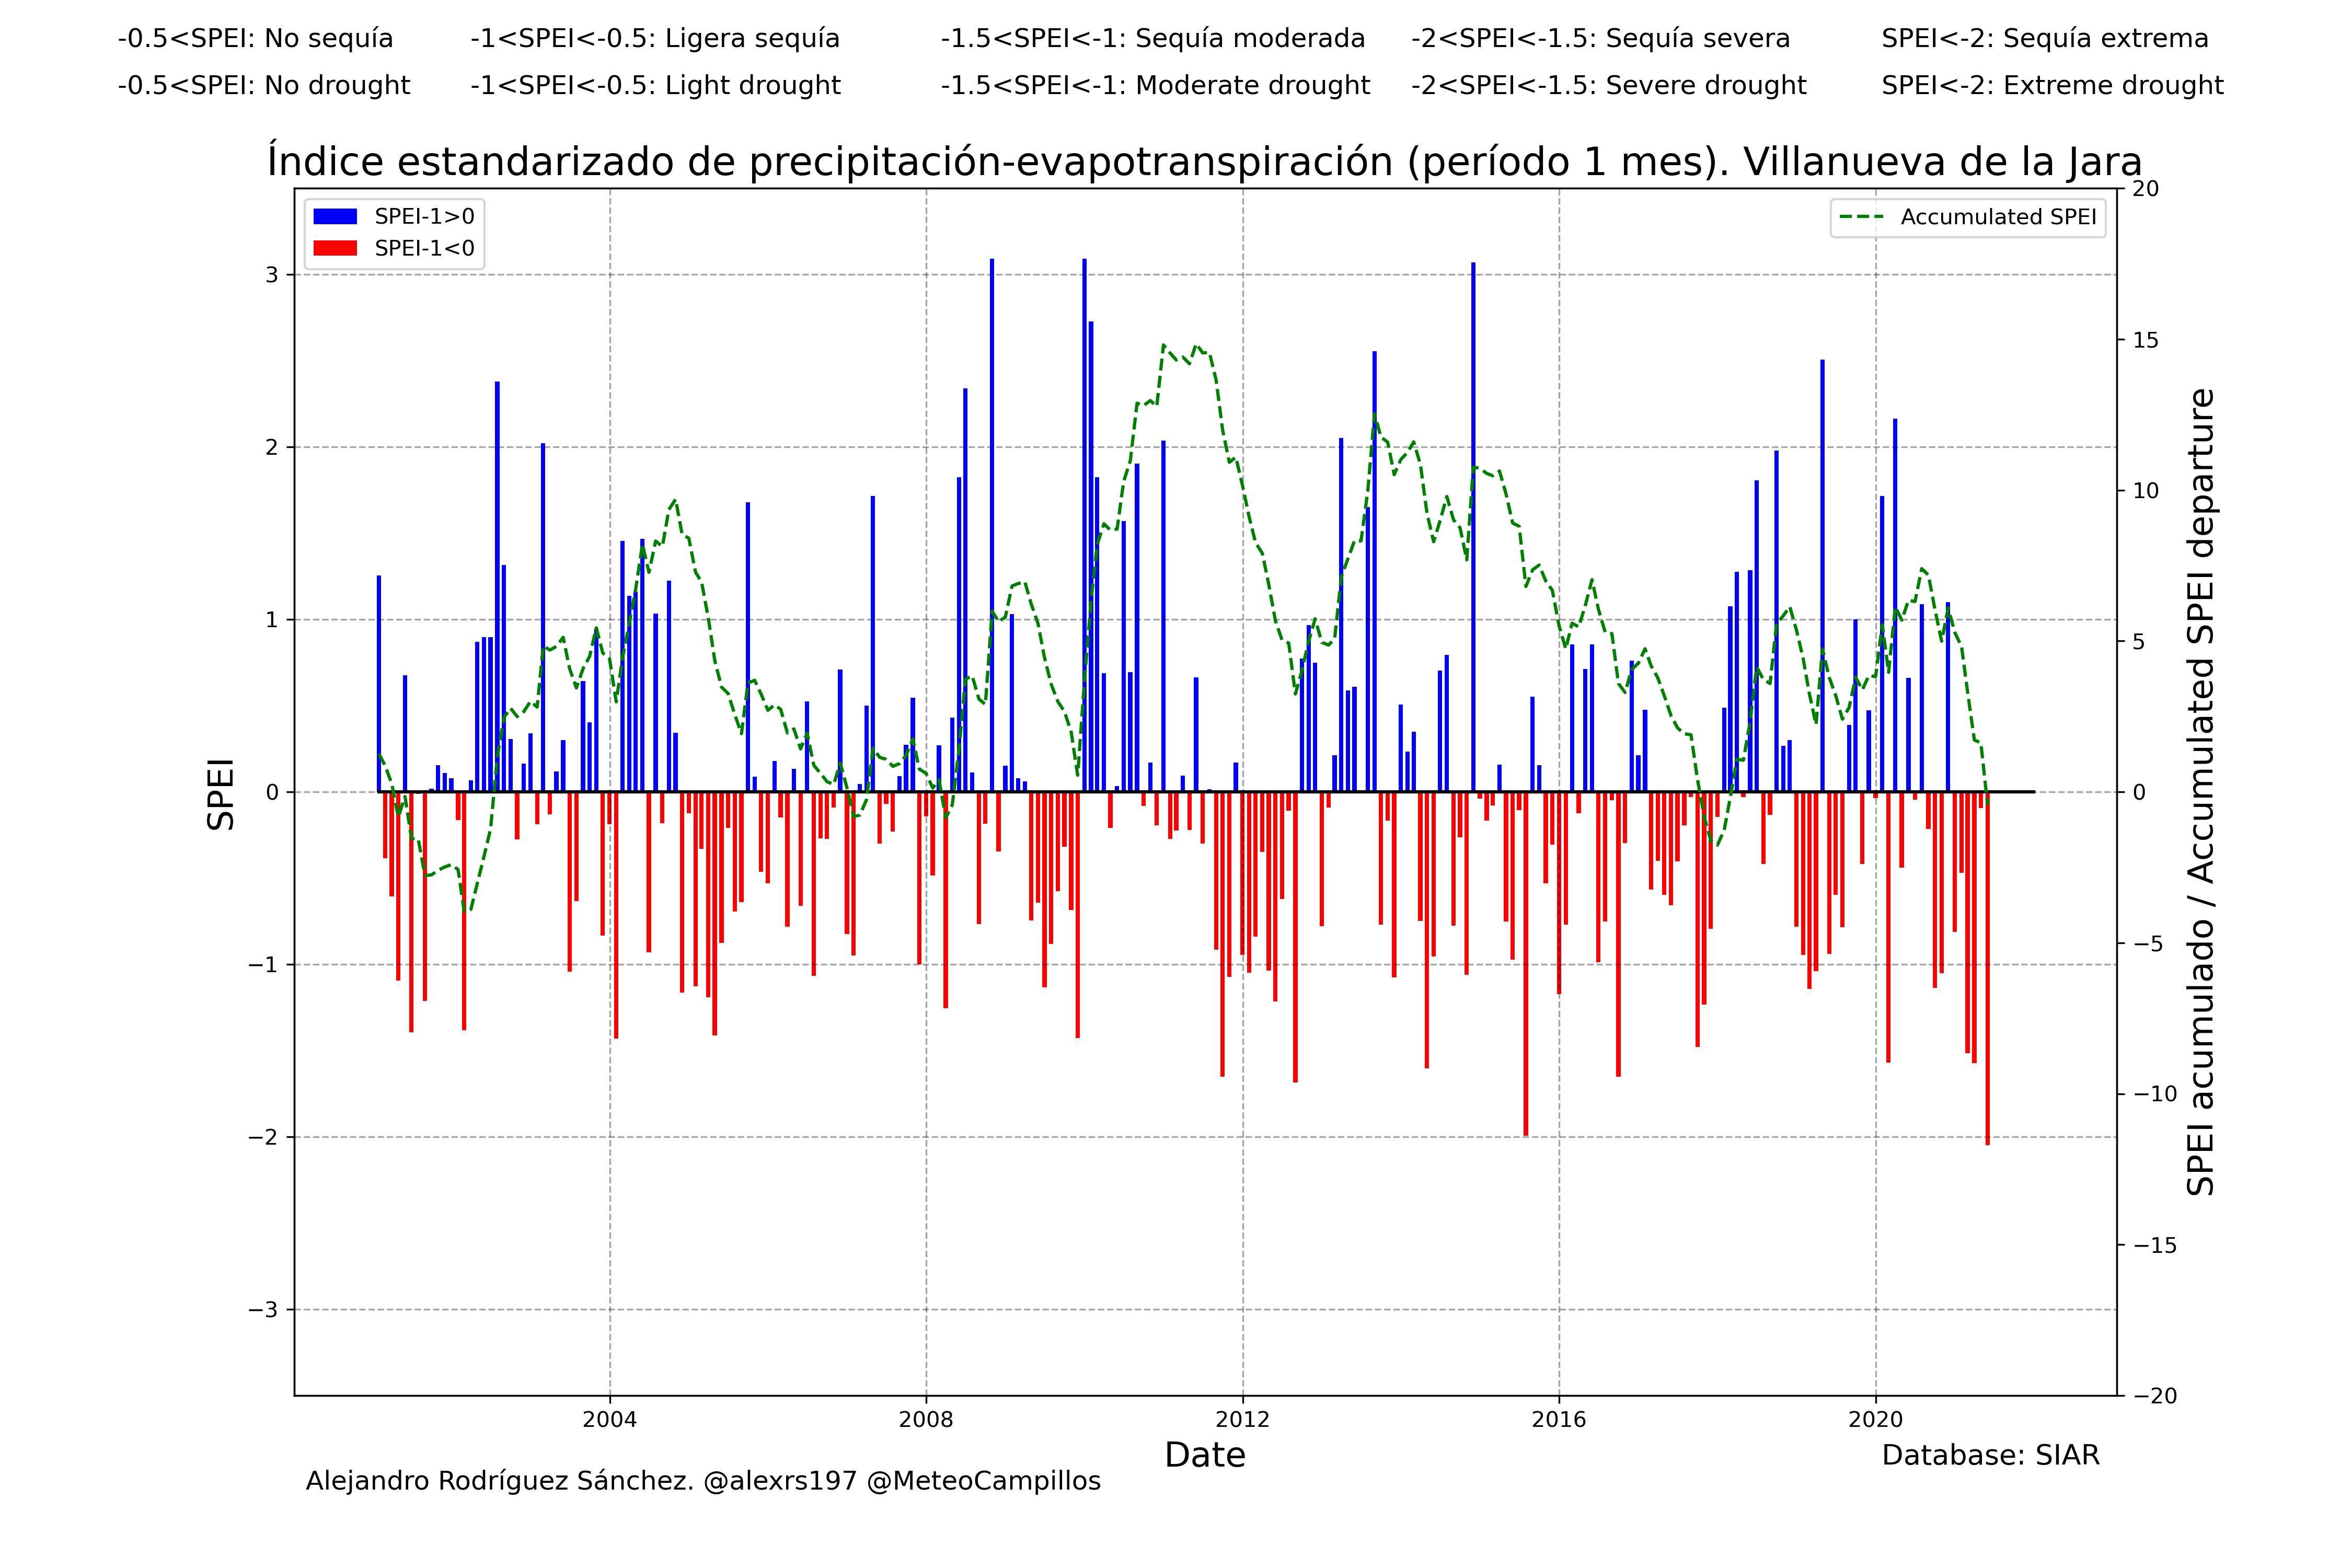 -0.5<SPEI: No sequía -1<SPEI<-0.5: Ligera sequía -1.5<SPEI<-1: Sequía moderada -2<SPEI<-1.5: Sequía severa SPEI<-2: Sequía extrema
-0.5<SPEI: No drought -1<SPEI<-0.5: Light drought -1.5<SPEI<-1: Moderate drought -2<SPEI<-1.5: Severe drought SPEI<-2: Extreme drought
Índice estandarizado de precipitación-evapotranspiración (período 1 mes). Villanueva de la Jara
SPEI-1>0
SPEI-1<0
Accumulated SPEI
SPEI
3
2
1
0
−1
−2
−3
20
15
10
5
0
−5
−10
−15
−20
SPEI acumulado / Accumulated SPEI departure
2004 2008 2012 2016 2020
Date
Database: SIAR
Alejandro Rodríguez Sánchez. @alexrs197 @MeteoCampillos